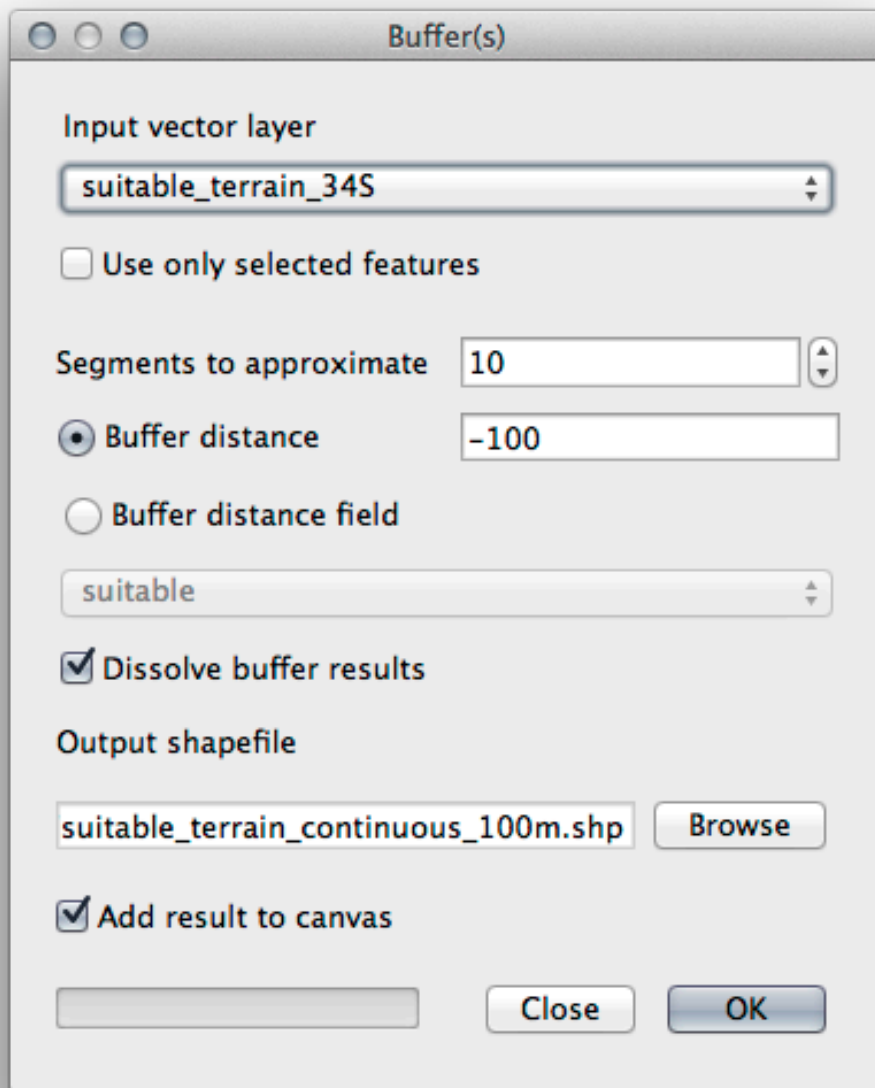 Buffer(s)
Input vector layer
suitable_terrain_34S
Use only selected features
Segments to approximate 10
Buffer distance -100
Buffer distance field
suitable
Dissolve buffer results
Output shapefile
suitable_terrain_continuous_100m.shp Browse
Add result to canvas
Close OK